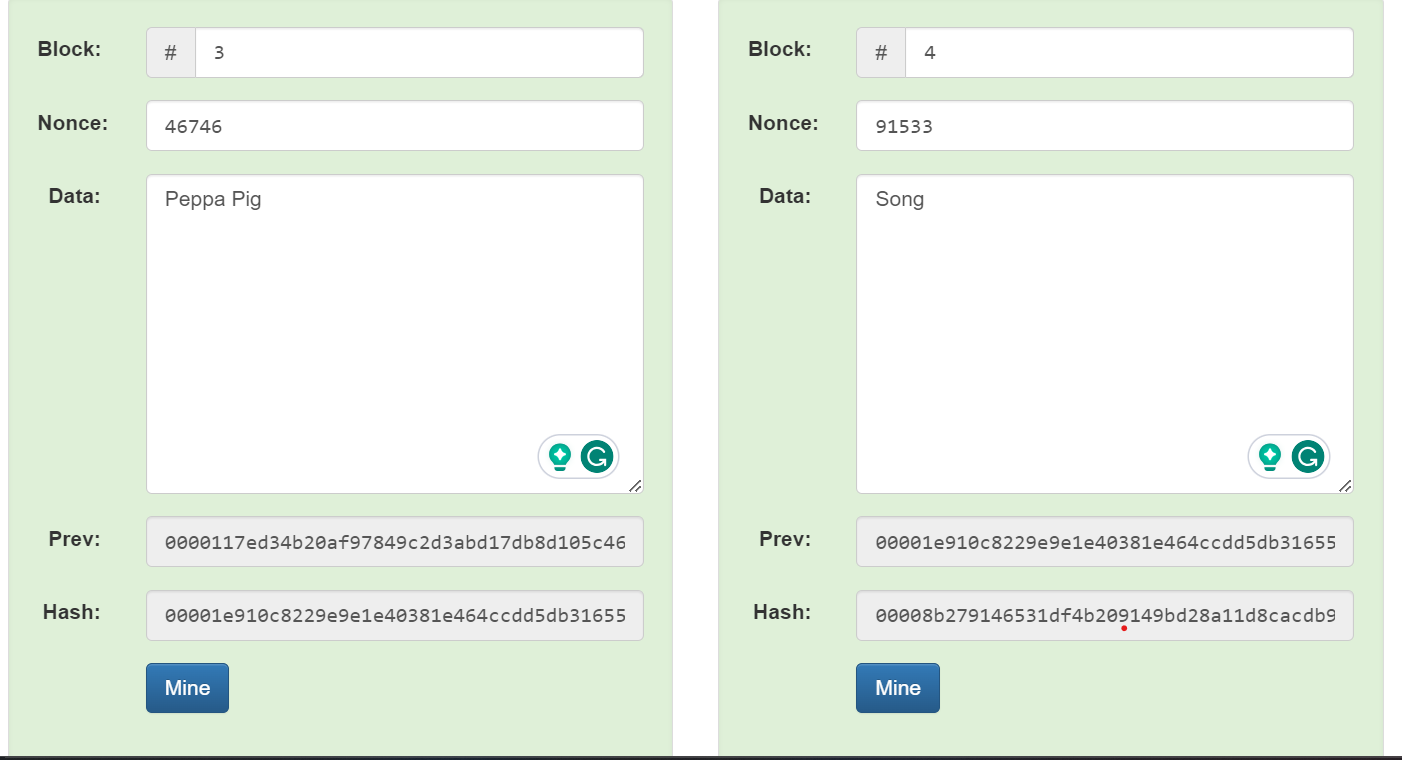 Block: # 3
Nonce: 46746
Data: Peppa Pig
Prev: 0000117ed34b20af97849c2d3abd17db8d105c46
Hash: 00001e910c8229e9e1e40381e464ccdd5db31655
Mine
Block: # 4
Nonce: 91533
Data: Song
Prev: 00001e910c8229e9e1e40381e464ccdd5db31655
Hash: 00008b279146531df4b209149bd28a11d8cacdb9
Mine